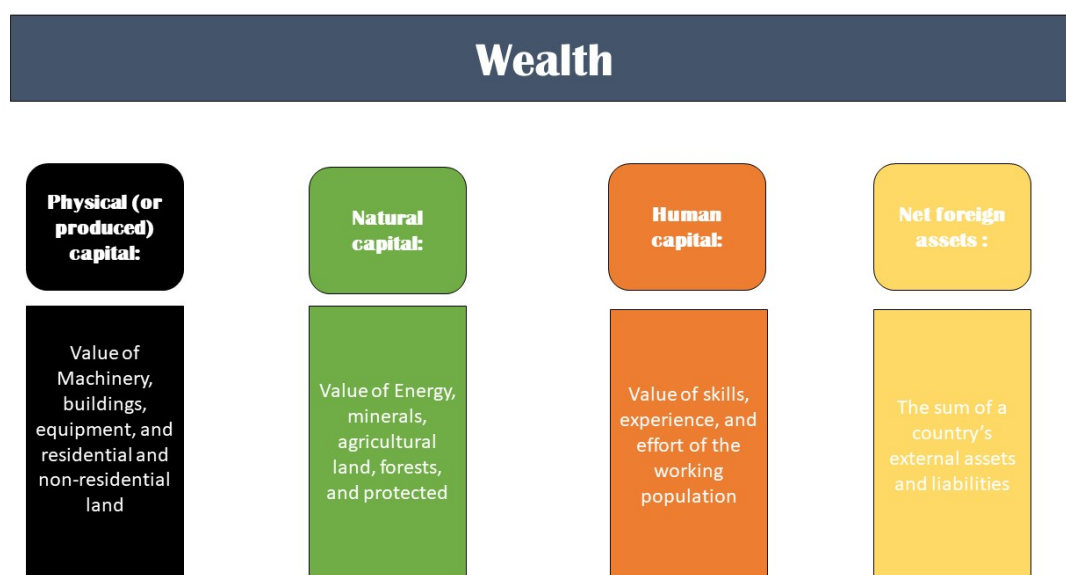 Wealth
Physical (or
produced)
capital:
Value of
Machinery,
buildings,
equipment, and
residential and
non-residential
land
Natural
capital:
Value of Energy,
minerals,
agricultural
land, forests,
and protected
Human
capital:
Value of skills,
experience, and
effort of the
working
population
Net foreign
assets :
The sum of a
country’s
external assets
and liabilities